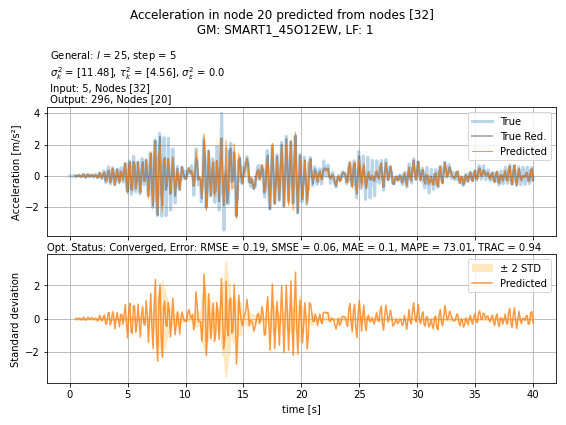 Acceleration in node 20 predicted from nodes [32]
GM: SMART1_45O12EW, LF: 1
General: l = 25, step = 5
σ²ₖ = [11.48], τ²ₖ = [4.56], σ²ε = 0.0
Input: 5, Nodes [32]
Output: 296, Nodes [20]
Acceleration [m/s²]
4
2
0
−2
True
True Red.
Predicted
Opt. Status: Converged, Error: RMSE = 0.19, SMSE = 0.06, MAE = 0.1, MAPE = 73.01, TRAC = 0.94
Standard deviation
2
0
−2
± 2 STD
Predicted
0 5 10 15 20 25 30 35 40
time [s]